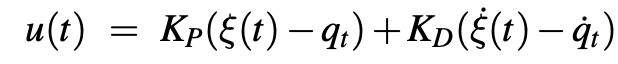 u(t) = K_P(ξ(t) − q_t) + K_D(ξ̇(t) − q̇_t)